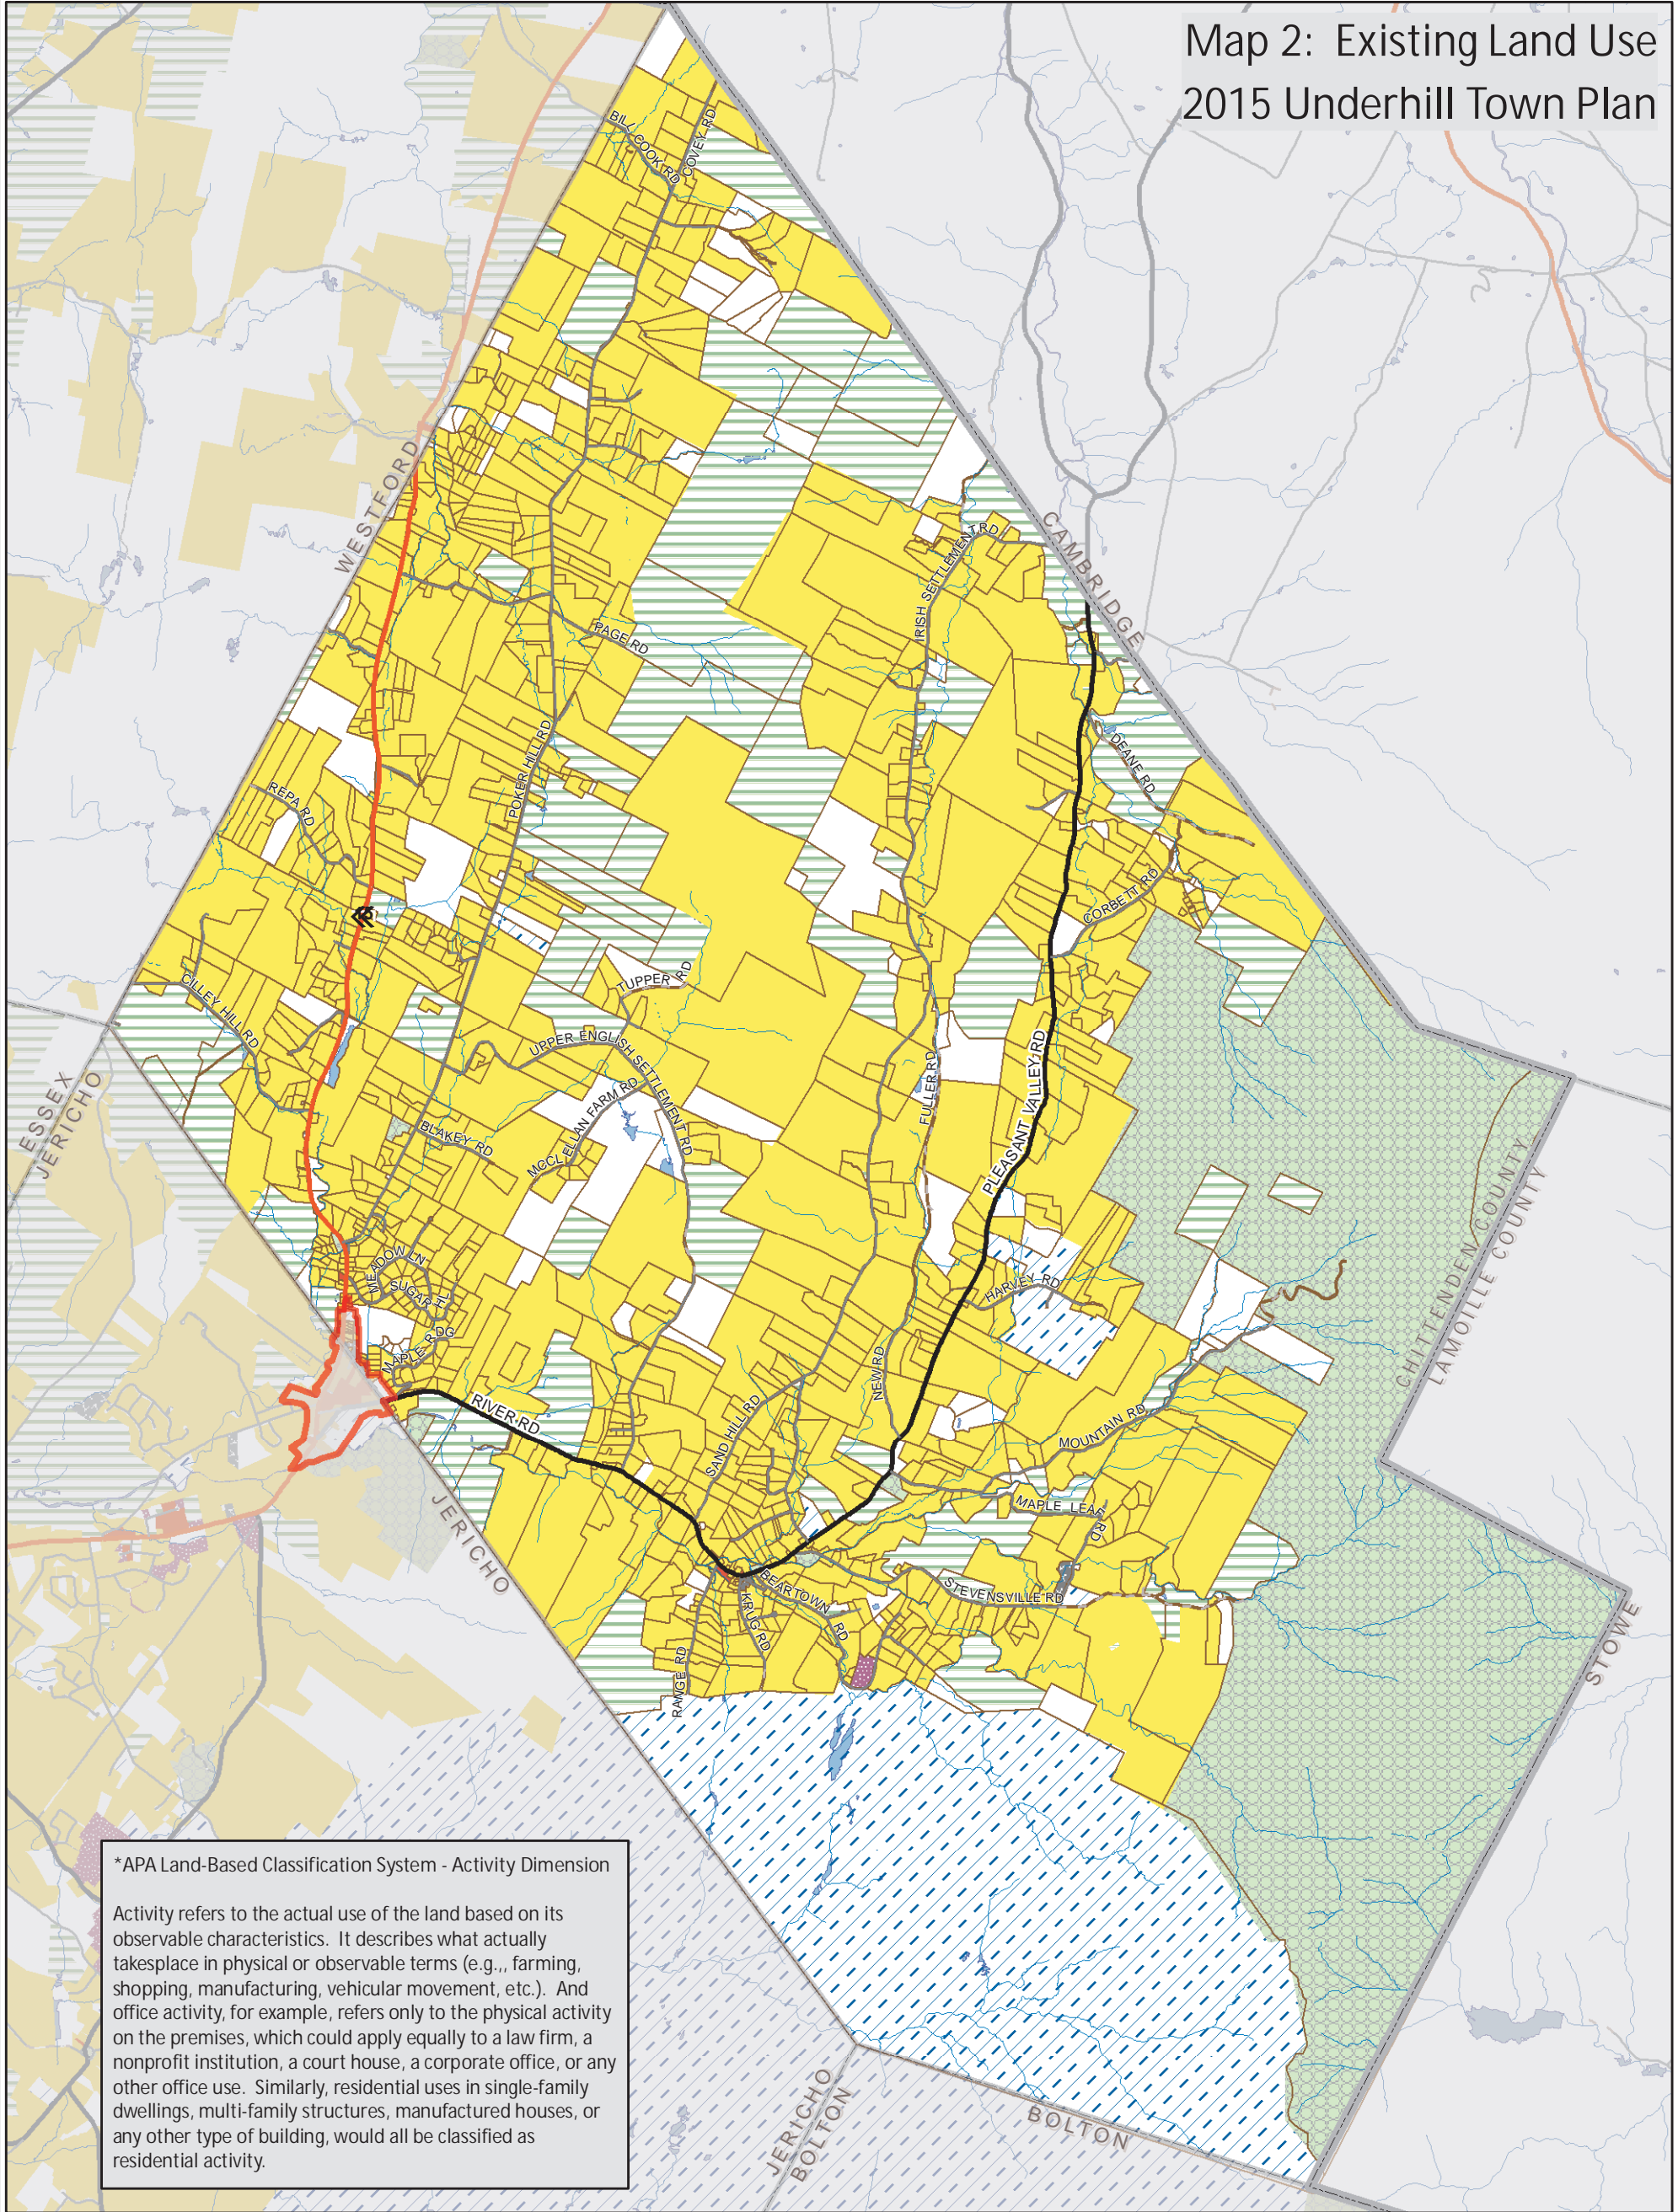 Map 2: Existing Land Use
2015 Underhill Town Plan
BILL COOK RD
COVEY RD
WESTFORD
CAMBRIDGE
IRISH SETTLEMENT RD
PAGE RD
POKER HILL RD
DEANE RD
REPA RD
CORBETT RD
CILLEY HILL RD
TUPPER RD
UPPER ENGLISH SETTLEMENT RD
FULLER RD
PLEASANT VALLEY RD
ESSEX
JERICHO
BLAKEY RD
MCCLELLAN FARM RD
CHITTENDEN COUNTY
LAMOILLE COUNTY
MEADOW LN
SUGAR HL
HARVEY RD
MAPLE RDG
NEW RD
RIVER RD
SAND HILL RD
MOUNTAIN RD
JERICHO
MAPLE LEAF RD
BEARTOWN RD
STEVENSVILLE RD
KRUG RD
RANGE RD
STOWE
*APA Land-Based Classification System - Activity Dimension
Activity refers to the actual use of the land based on its
observable characteristics. It describes what actually
takesplace in physical or observable terms (e.g.,, farming,
shopping, manufacturing, vehicular movement, etc.). And
office activity, for example, refers only to the physical activity
on the premises, which could apply equally to a law firm, a
nonprofit institution, a court house, a corporate office, or any
other office use. Similarly, residential uses in single-family
dwellings, multi-family structures, manufactured houses, or
any other type of building, would all be classified as
residential activity.
JERICHO
BOLTON
BOLTON